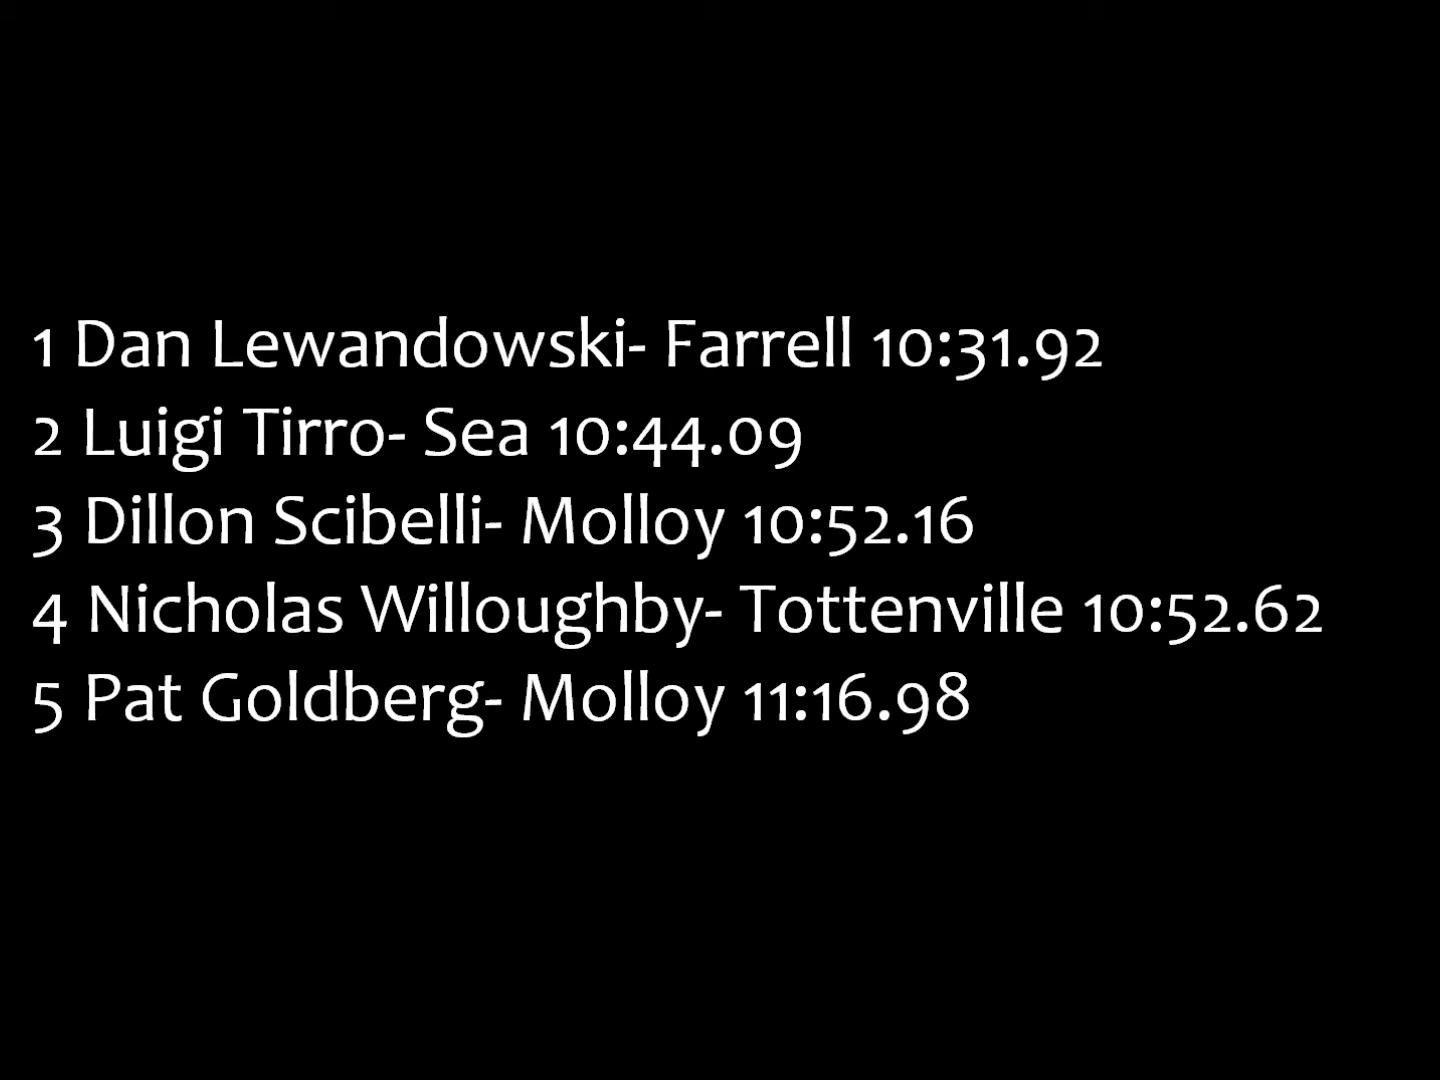 1 Dan Lewandowski- Farrell 10:31.92
2 Luigi Tirro- Sea 10:44.09
3 Dillon Scibelli- Molloy 10:52.16
4 Nicholas Willoughby- Tottenville 10:52.62
5 Pat Goldberg- Molloy 11:16.98